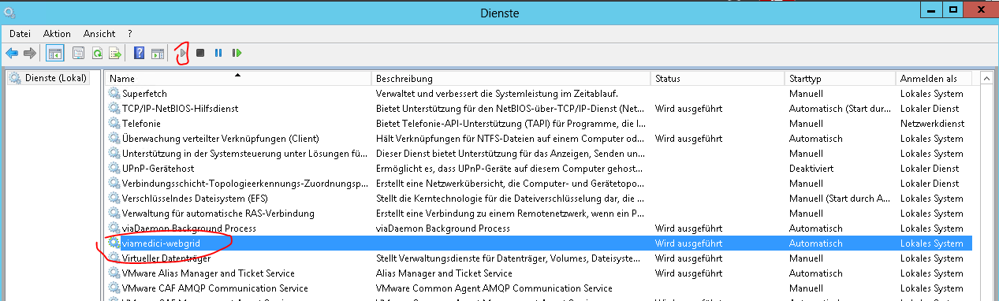 Dienste
Datei Aktion Ansicht ?
Dienste (Lokal)
Name Beschreibung Status Starttyp Anmelden als
Superfetch Verwaltet und verbessert die Systemleistung im Zeitablauf. Manuell Lokales System
TCP/IP-NetBIOS-Hilfsdienst Bietet Unterstützung für den NetBIOS-über-TCP/IP-Dienst (Net... Wird ausgeführt Automatisch (Start dur... Lokaler Dienst
Telefonie Bietet Telefonie-API-Unterstützung (TAPI) für Programme, die I... Manuell Netzwerkdienst
Überwachung verteilter Verknüpfungen (Client) Hält Verknüpfungen für NTFS-Dateien auf einem Computer od... Wird ausgeführt Automatisch Lokales System
Unterstützung in der Systemsteuerung unter Lösungen fü... Dieser Dienst bietet Unterstützung für das Anzeigen, Senden un... Manuell Lokales System
UPnP-Gerätehost Ermöglicht es, dass UPnP-Geräte auf diesem Computer gehost... Deaktiviert Lokaler Dienst
Verbindungsschicht-Topologieerkennungs-Zuordnungsp... Erstellt eine Netzwerkübersicht, die Computer- und Gerätetopo... Manuell Lokaler Dienst
Verschlüsselndes Dateisystem (EFS) Stellt die Kerntechnologie für die Dateiverschlüsselung dar, die ... Manuell (Start durch A... Lokales System
Verwaltung für automatische RAS-Verbindung Erstellt eine Verbindung zu einem Remotenetzwerk, wenn ein P... Manuell Lokales System
viaDaemon Background Process viaDaemon Background Process Wird ausgeführt Automatisch Lokales System
viamedici-webgrid Wird ausgeführt Automatisch Lokales System
Virtueller Datenträger Stellt Verwaltungsdienste für Datenträger, Volumes, Dateisyste... Wird ausgeführt Manuell Lokales System
VMware Alias Manager and Ticket Service Alias Manager and Ticket Service Wird ausgeführt Automatisch Lokales System
VMware CAF AMQP Communication Service VMware Common Agent AMQP Communication Service Manuell Lokales System